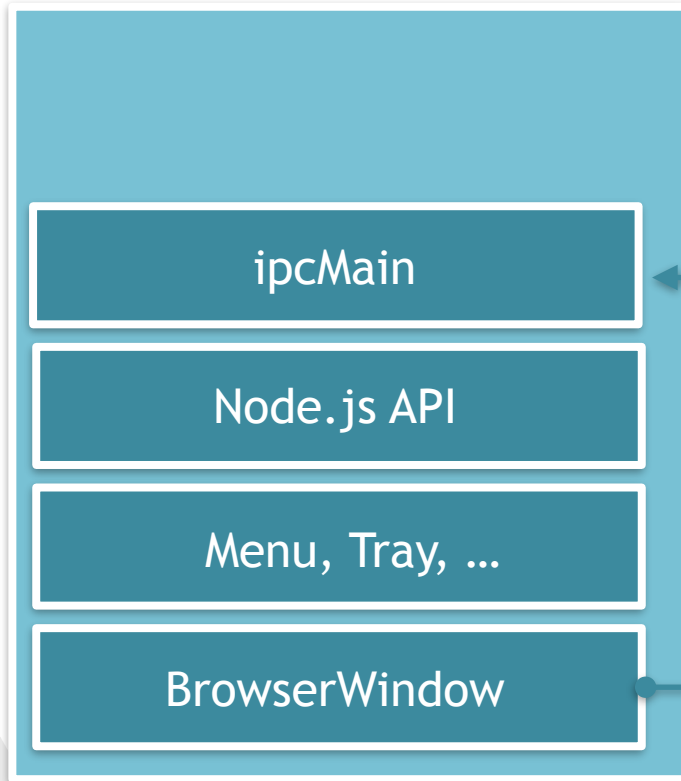 ipcMain
Node.js API
Menu, Tray, …
BrowserWindow